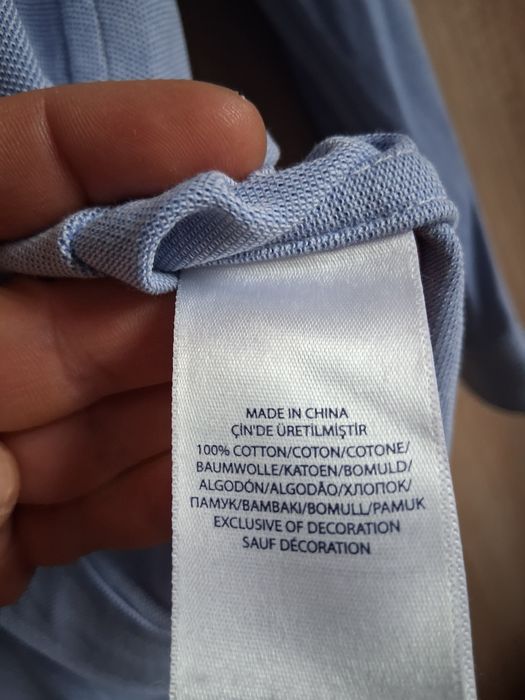 MADE IN CHINA
ÇİN'DE ÜRETİLMİŞTİR
100% COTTON/COTON/COTONE/
BAUMWOLLE/KATOEN/BOMULD/
ALGODÓN/ALGODÃO/ХЛОПОК/
ПАМУК/BAMBAKI/BOMULL/PAMUK
EXCLUSIVE OF DECORATION
SAUF DÉCORATION